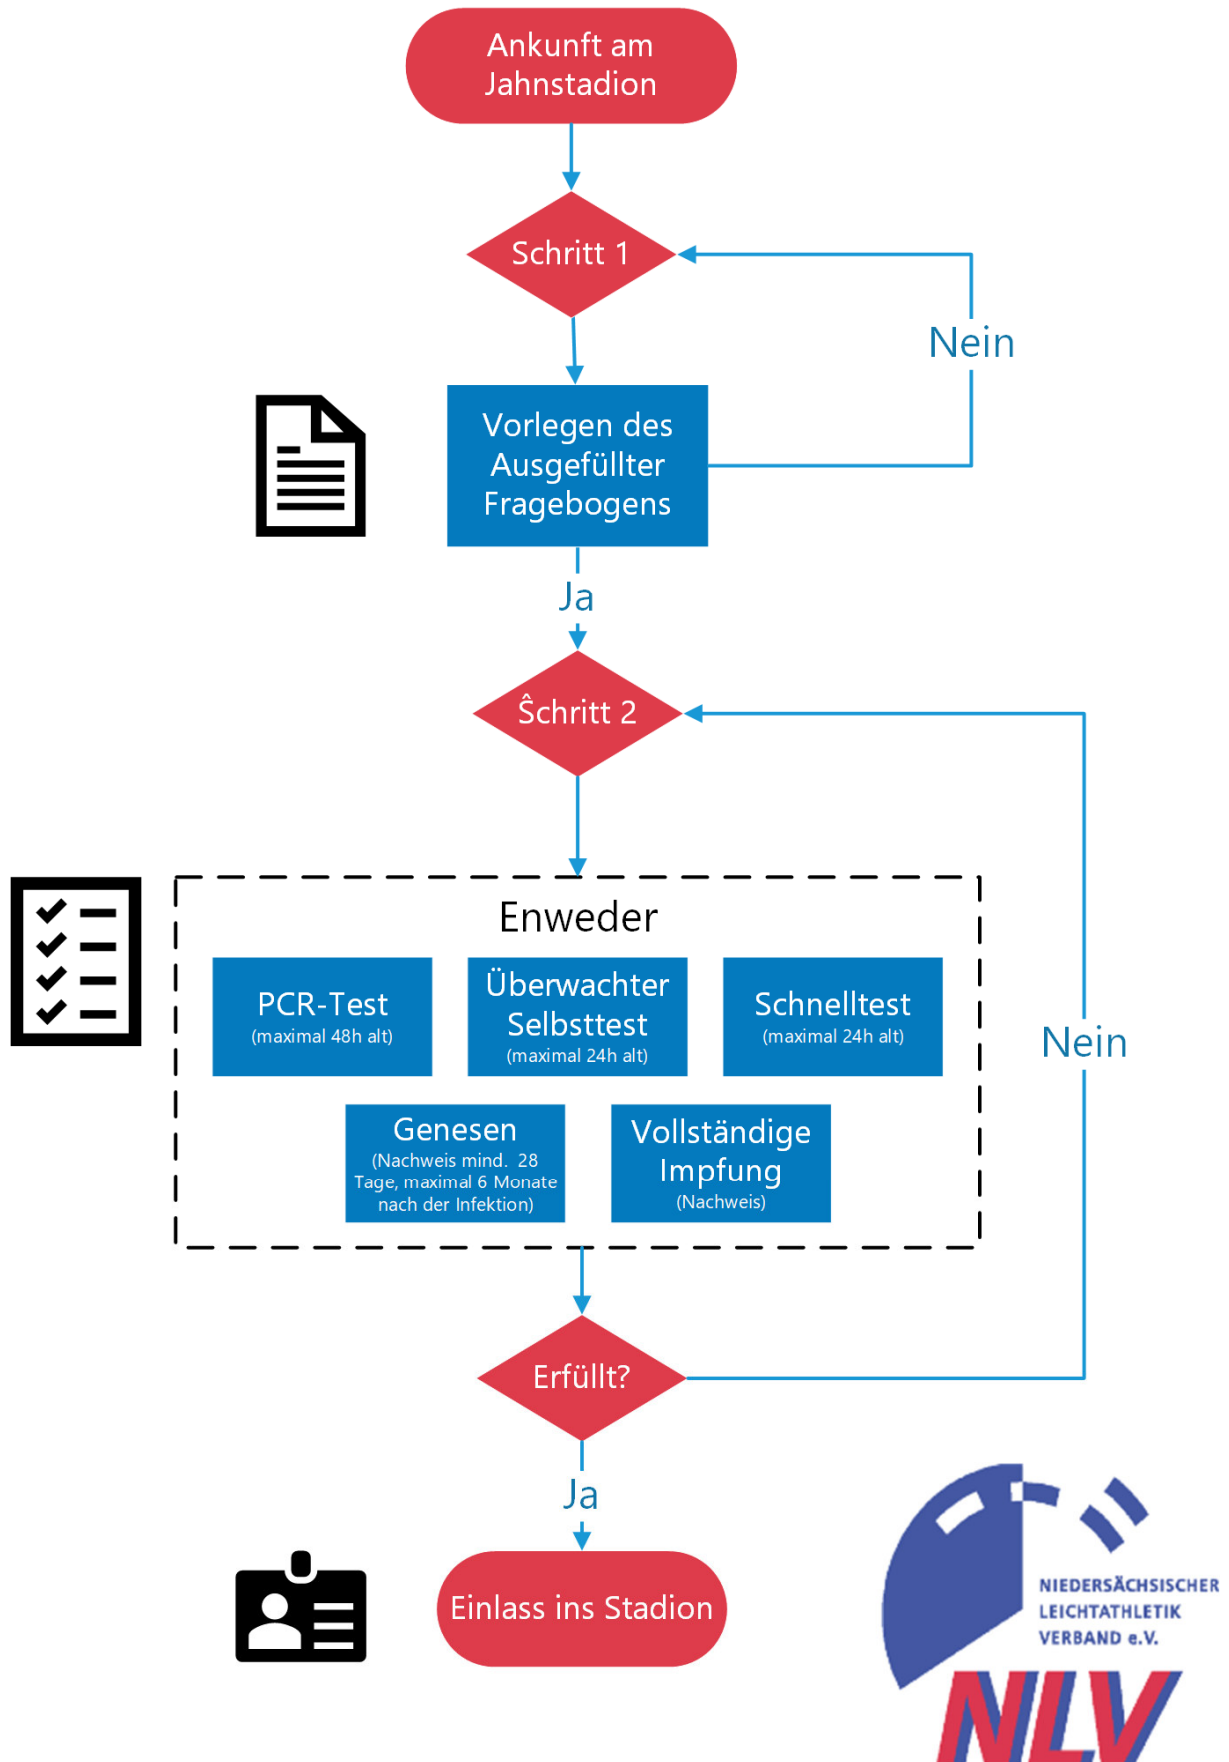 Ankunft am
Jahnstadion
Schritt 1
Nein
Vorlegen des
Ausgefüllter
Fragebogens
Ja
Ŝchritt 2
Enweder
PCR-Test
(maximal 48h alt)
Überwachter
Selbsttest
(maximal 24h alt)
Schnelltest
(maximal 24h alt)
Nein
Genesen
(Nachweis mind. 28
Tage, maximal 6 Monate
nach der Infektion)
Vollständige
Impfung
(Nachweis)
Erfüllt?
Ja
Einlass ins Stadion
NIEDERSÄCHSISCHER
LEICHTATHLETIK
VERBAND e.V.
NLV